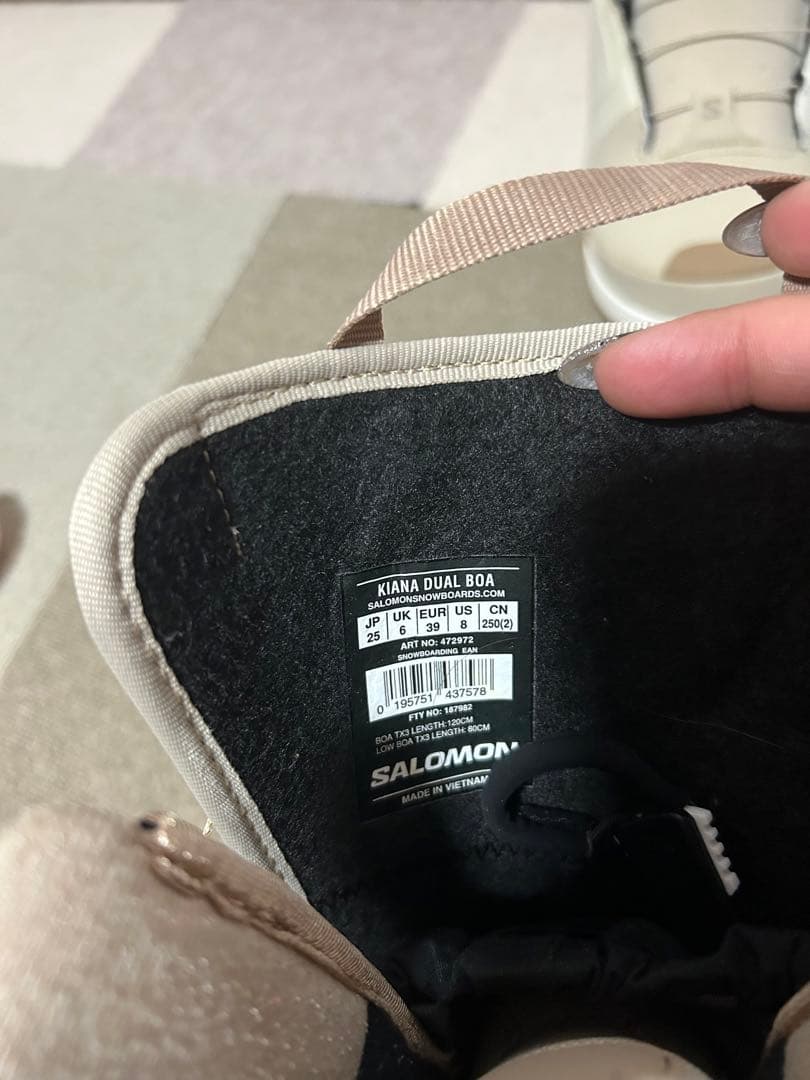 S
KIANA DUAL BOA
SALOMONSNOWBOARDS.COM
JP UK EUR US CN
25 6 39 8 250(2)
ART NO: 472972
SNOWBOARDING EAN
0 195751 437578
FTY NO: 187982
BOA TX3 LENGTH:120CM
LOW BOA TX3 LENGTH: 80CM
SALOMON
MADE IN VIETNAM